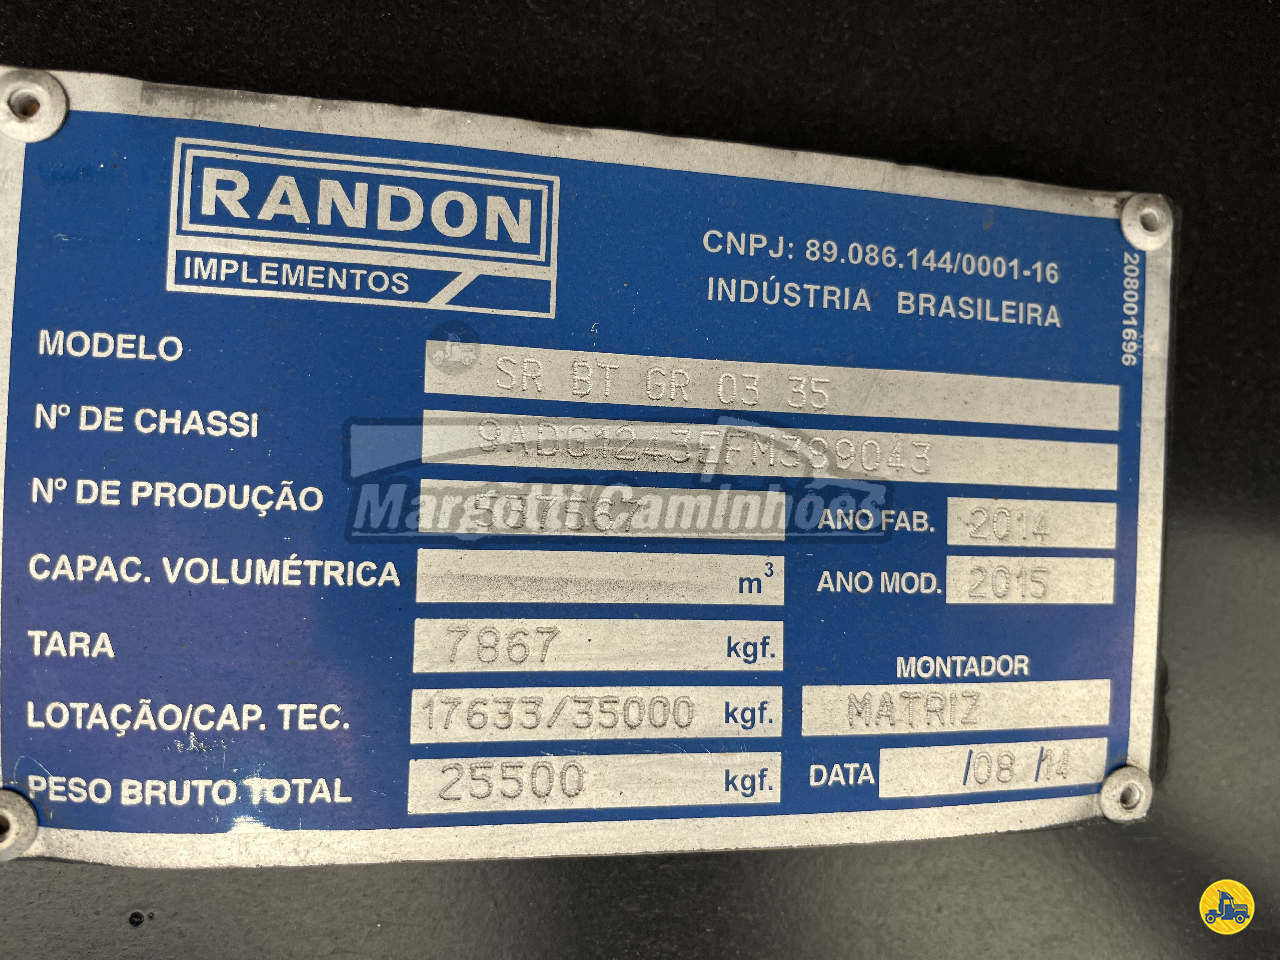 RANDON
IMPLEMENTOS
CNPJ: 89.086.144/0001-16
INDÚSTRIA BRASILEIRA
208001696
MODELO SR BT GR 03 35
Nº DE CHASSI
Nº DE PRODUÇÃO ANO FAB. 2014
Margotti Caminhões
CAPAC. VOLUMÉTRICA m³ ANO MOD. 2015
TARA 7867 kgf.
MONTADOR
LOTAÇÃO/CAP. TEC. 17633/35000 kgf. MATRIZ
PESO BRUTO TOTAL 25500 kgf. DATA /08 /14